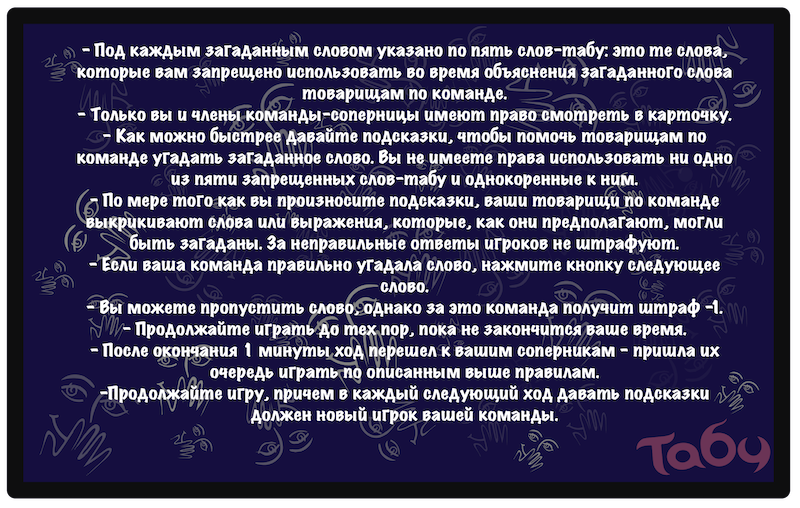 - Под каждым загаданным словом указано по пять слов-табу: это те слова,
которые вам запрещено использовать во время объяснения загаданного слова
товарищам по команде.
- Только вы и члены команды-соперницы имеют право смотреть в карточку.
- Как можно быстрее давайте подсказки, чтобы помочь товарищам по
команде угадать загаданное слово. Вы не имеете права использовать ни одно
из пяти запрещенных слов-табу и однокоренные к ним.
- По мере того как вы произносите подсказки, ваши товарищи по команде
выкрикивают слова или выражения, которые, как они предполагают, могли
быть загаданы. За неправильные ответы игроков не штрафуют.
- Если ваша команда правильно угадала слово, нажмите кнопку следующее
слово.
- Вы можете пропустить слово, однако за это команда получит штраф -1.
- Продолжайте играть до тех пор, пока не закончится ваше время.
- После окончания 1 минуты ход перешел к вашим соперникам - пришла их
очередь играть по описанным выше правилам.
-Продолжайте игру, причем в каждый следующий ход давать подсказки
должен новый игрок вашей команды.
Табу